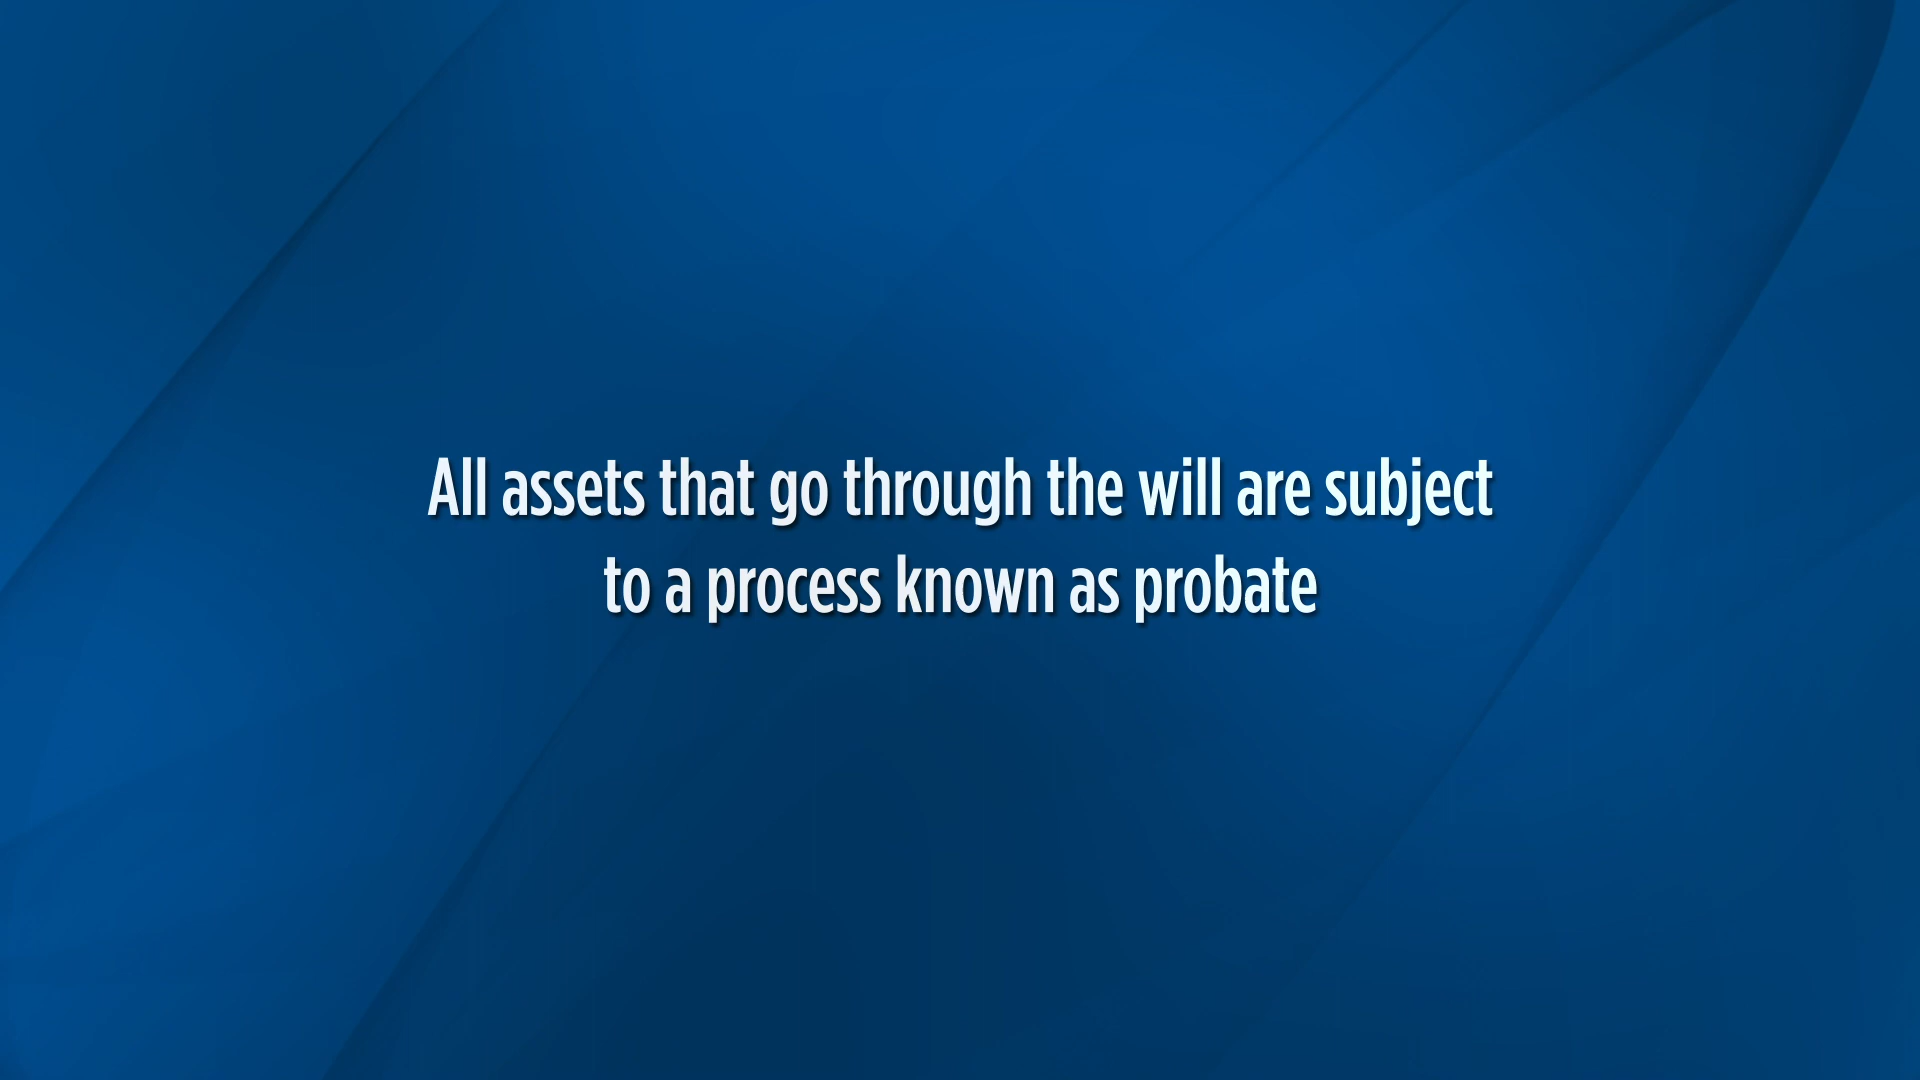 All assets that go through the will are subject
to a process known as probate